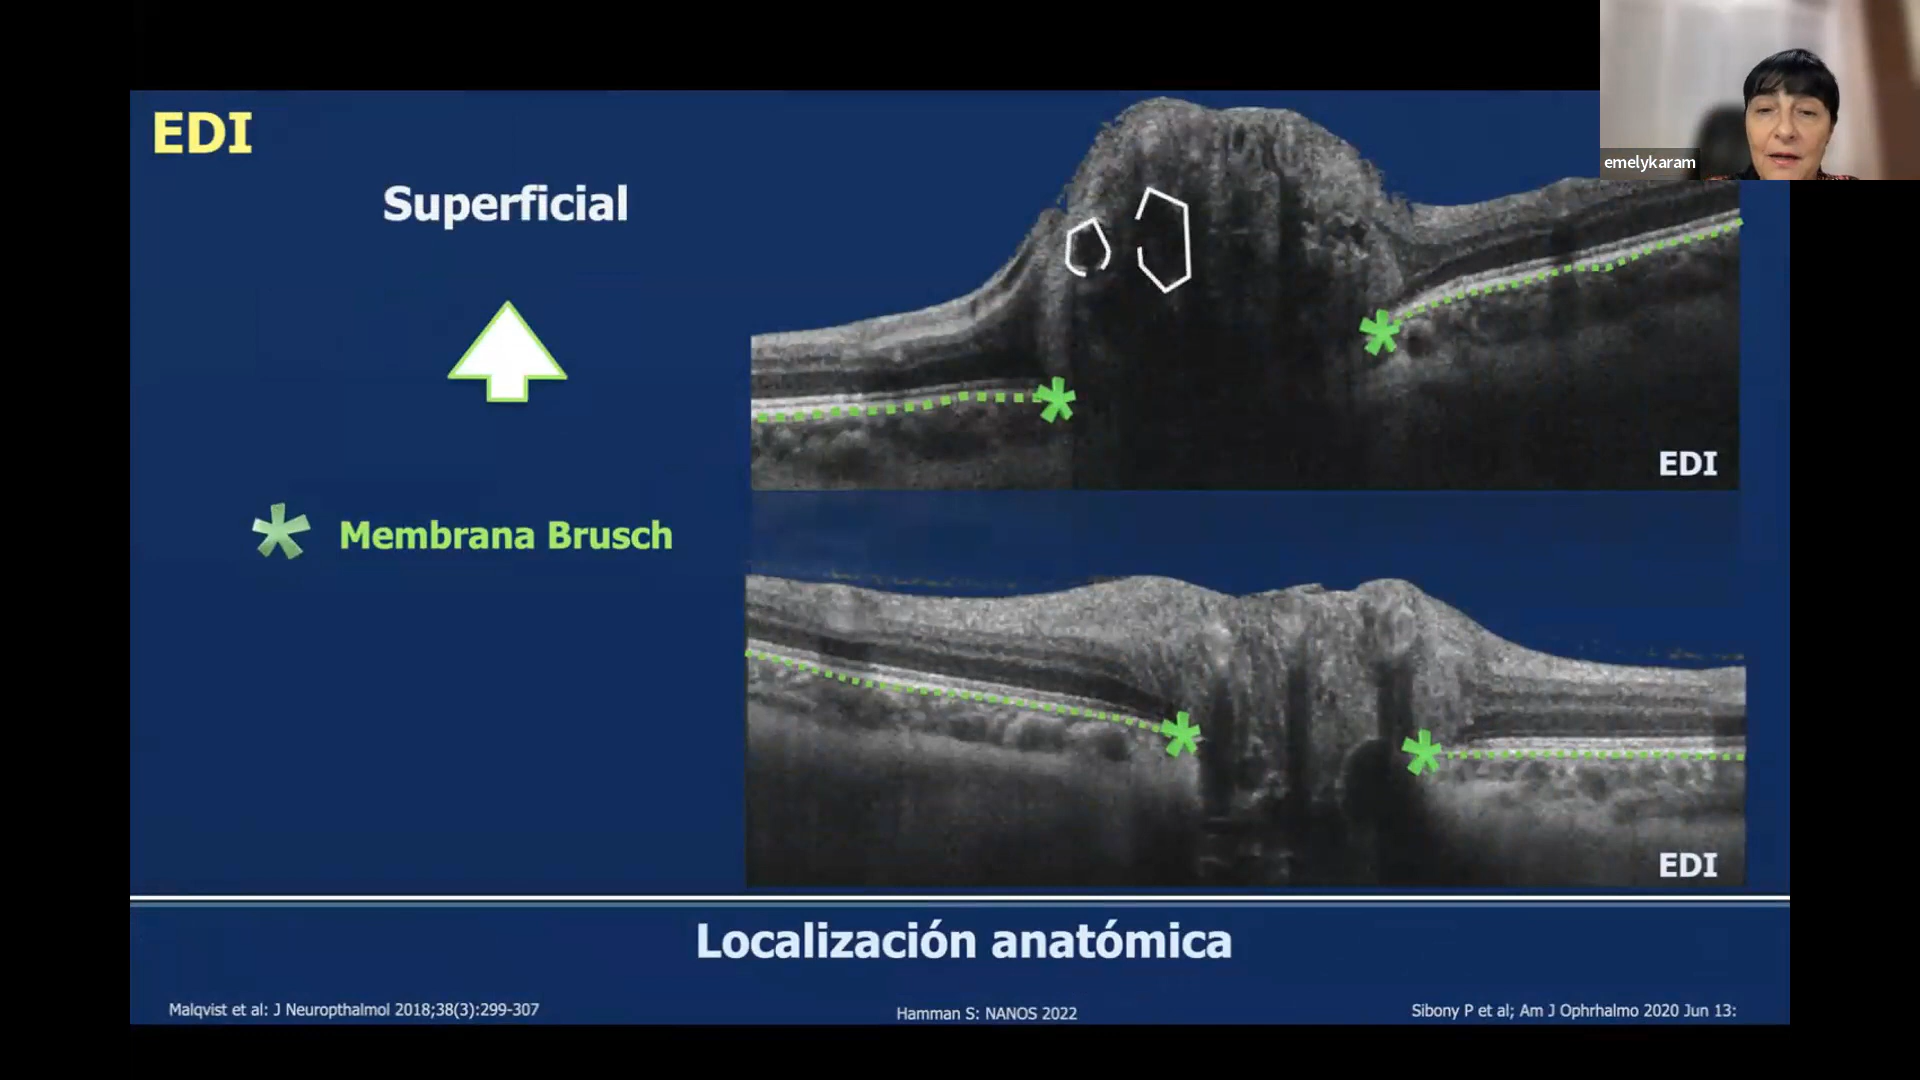 EDI
emelykaram
Superficial
Membrana Brusch
EDI
EDI
Localización anatómica
Malqvist et al: J Neuropthalmol 2018;38(3):299-307
Hamman S: NANOS 2022
Sibony P et al; Am J Ophrhalmo 2020 Jun 13: